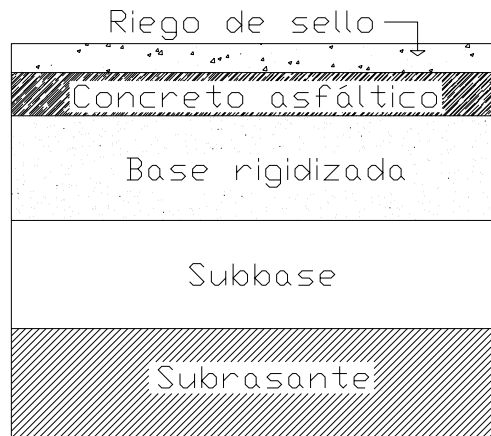 Riego de sello
Concreto asfáltico
Base rigidizada
Subbase
Subrasante